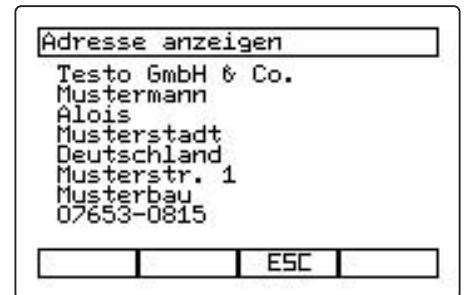 Adresse anzeigen
Testo GmbH & Co.
Mustermann
Alois
Musterstadt
Deutschland
Musterstr. 1
Musterbau
07653-0815
ESC